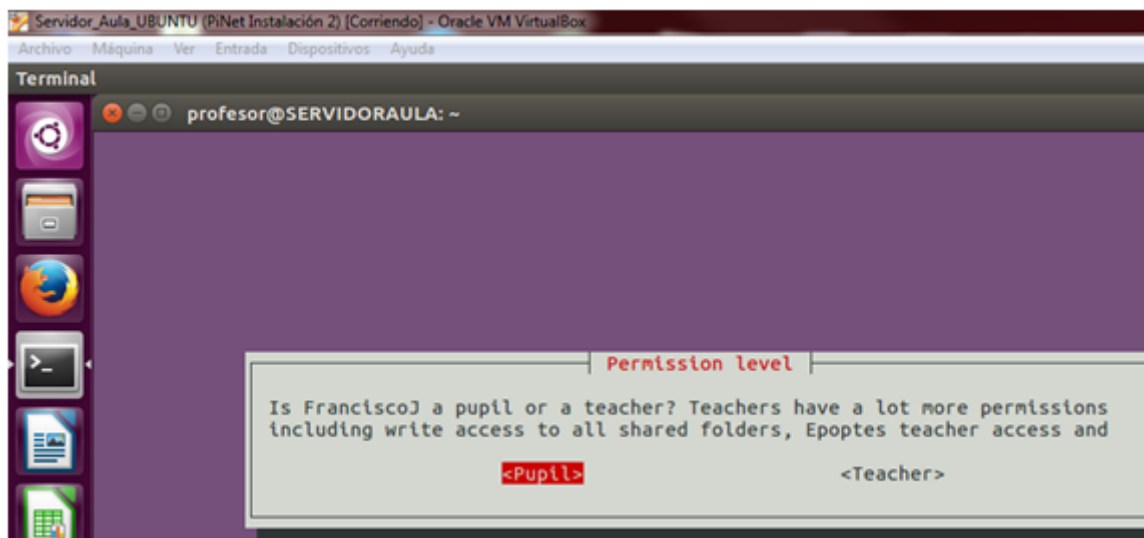 Servidor_Aula_UBUNTU (PiNet Instalación 2) [Corriendo] - Oracle VM VirtualBox
Archivo Máquina Ver Entrada Dispositivos Ayuda
Terminal
profesor@SERVIDORAULA: ~
>_
Permission level
Is FranciscoJ a pupil or a teacher? Teachers have a lot more permissions
including write access to all shared folders, Epoptes teacher access and
<Pupil> <Teacher>